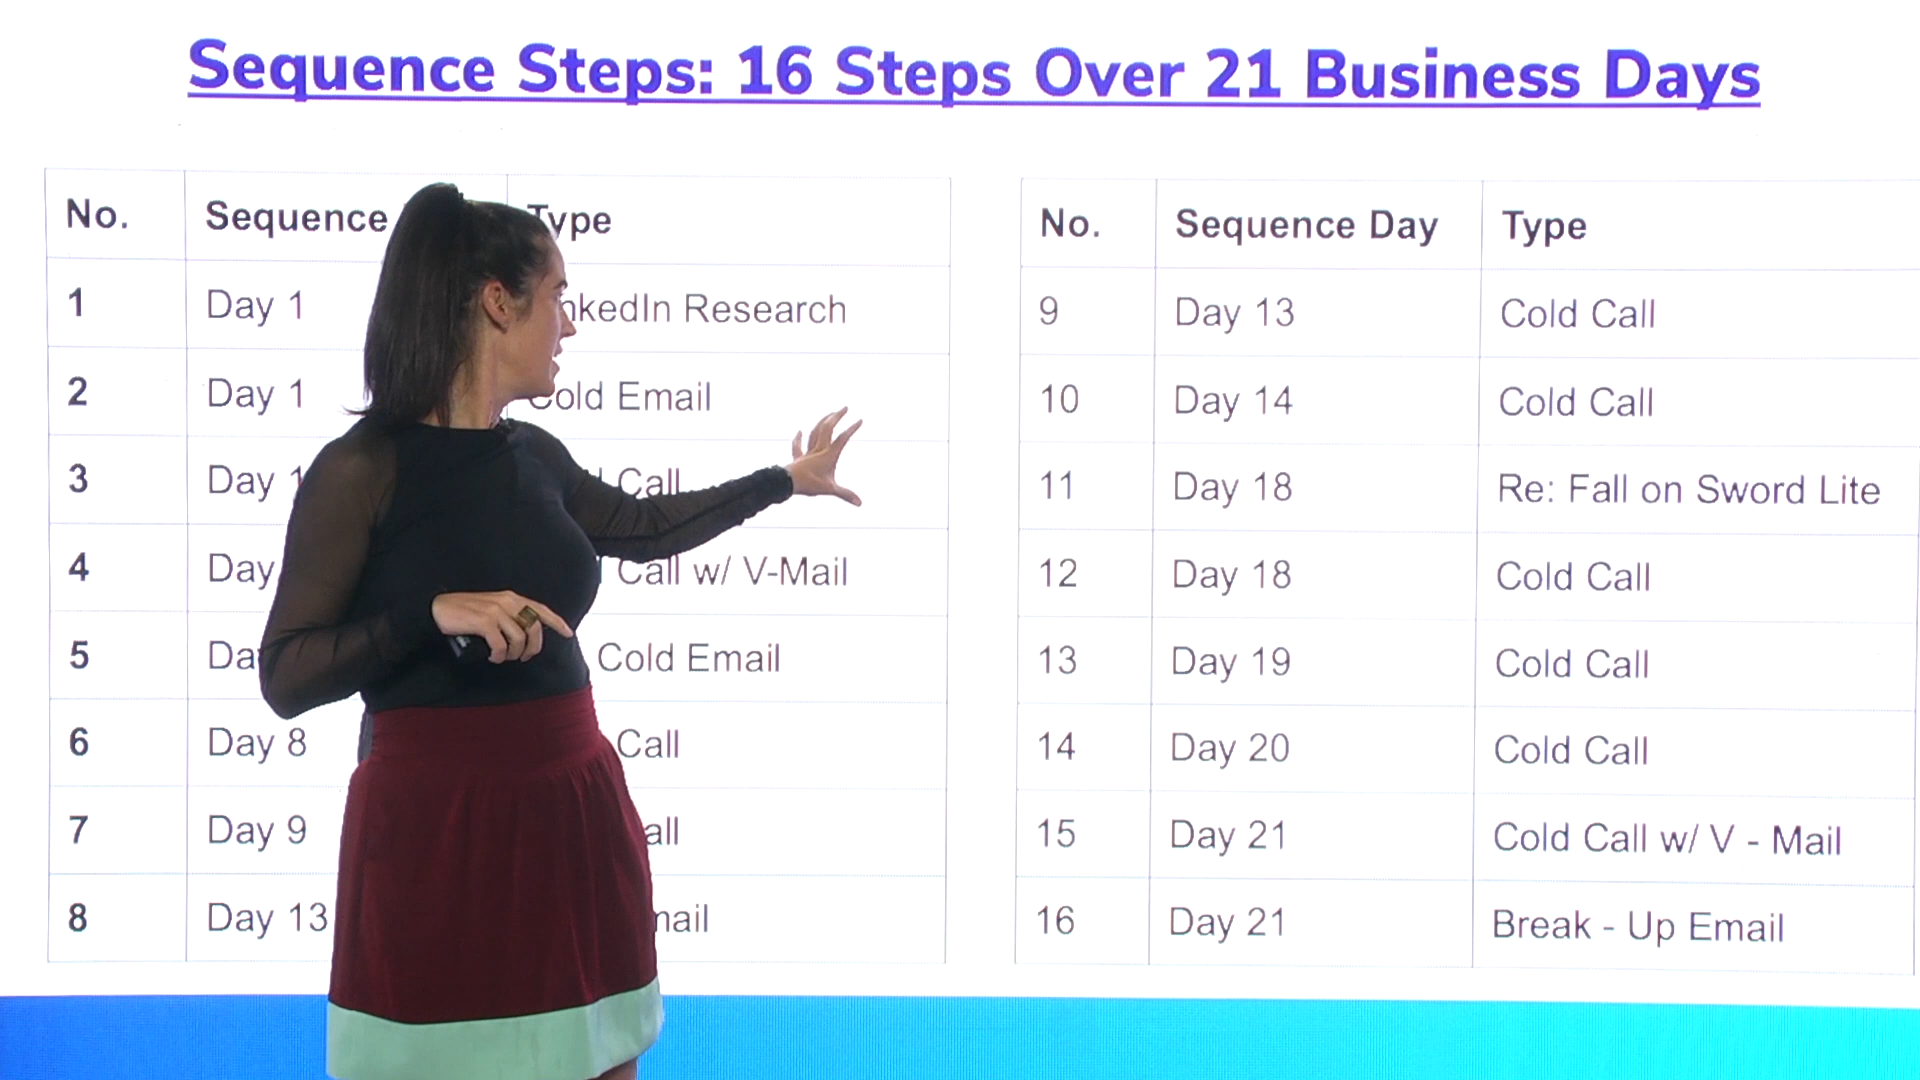 Sequence Steps: 16 Steps Over 21 Business Days
No. Sequence Type
1 Day 1 LinkedIn Research
2 Day 1 Cold Email
3 Day 1 Call
4 Day Call w/ V-Mail
5 Cold Email
6 Day 8 Call
7 Day 9
8 Day 13
No. Sequence Day Type
9 Day 13 Cold Call
10 Day 14 Cold Call
11 Day 18 Re: Fall on Sword Lite
12 Day 18 Cold Call
13 Day 19 Cold Call
14 Day 20 Cold Call
15 Day 21 Cold Call w/ V - Mail
16 Day 21 Break - Up Email